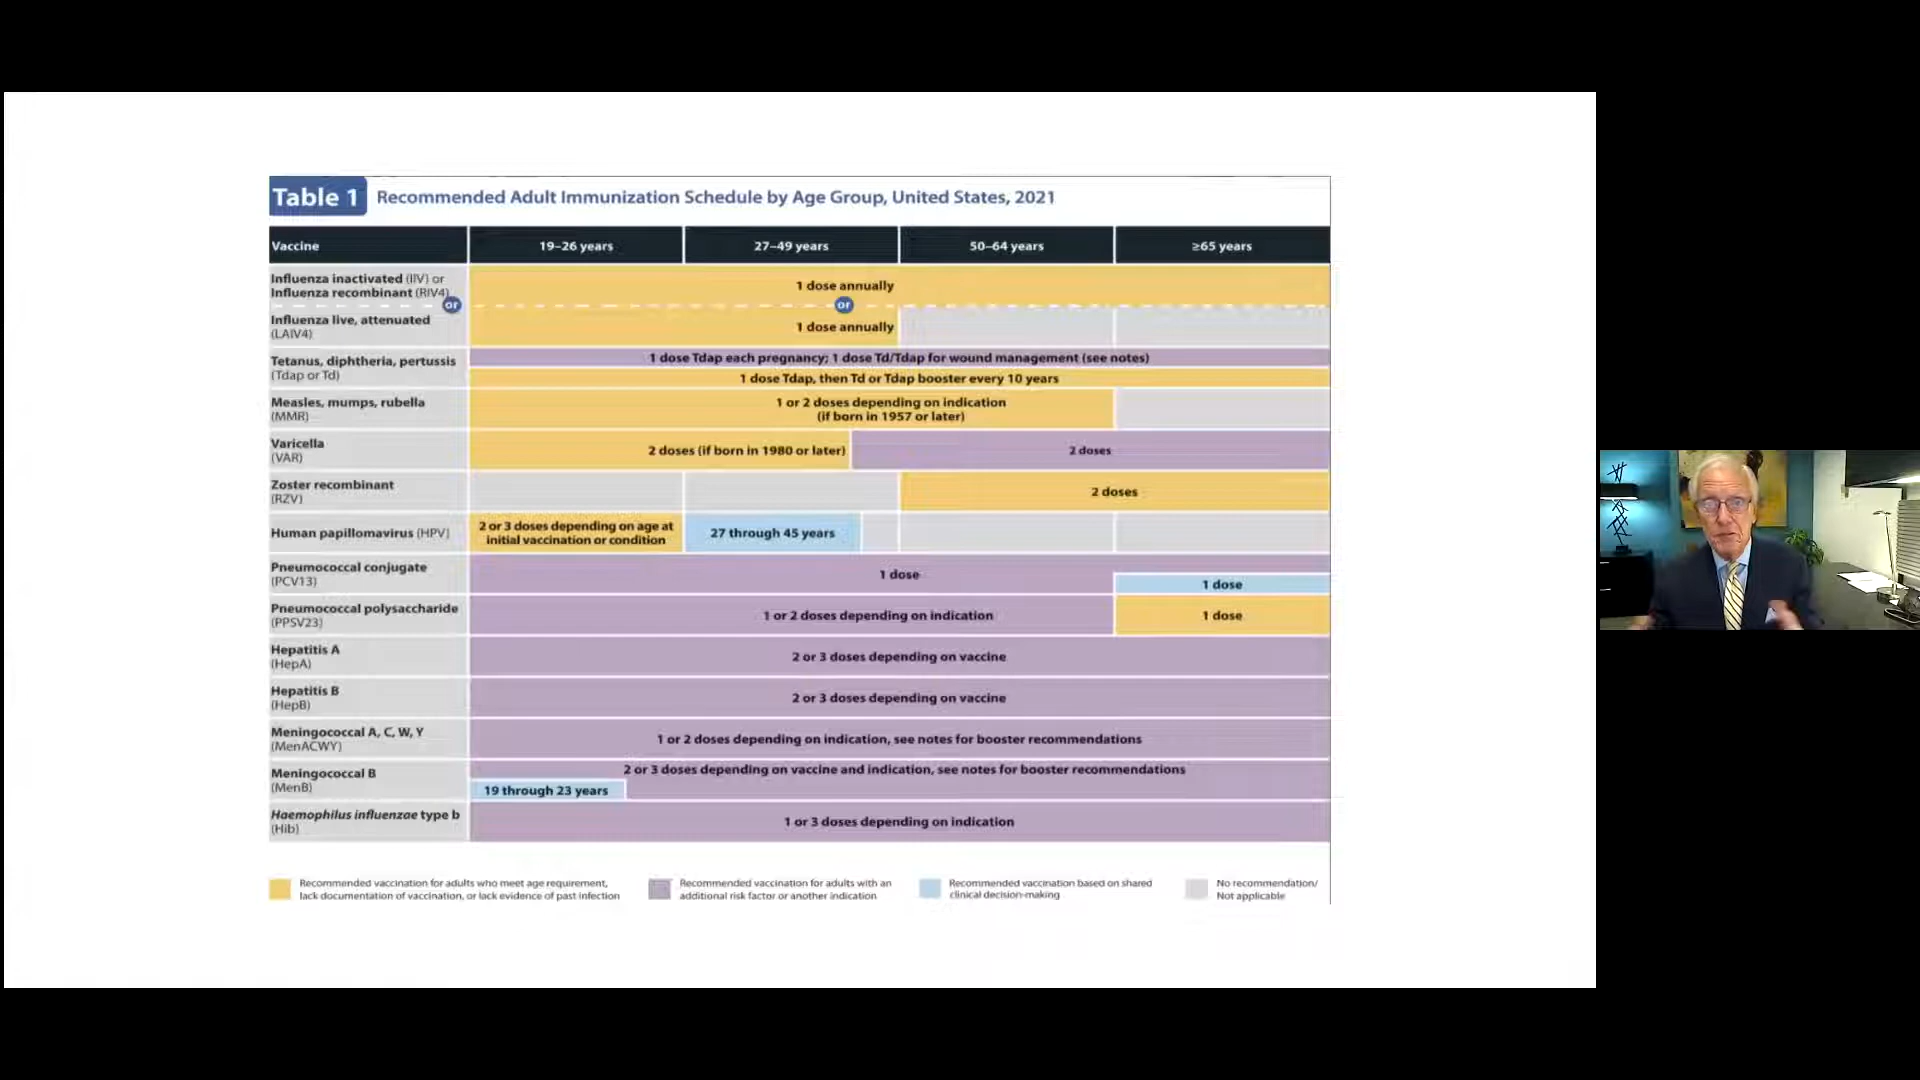 Table 1 Recommended Adult Immunization Schedule by Age Group, United States, 2021
Vaccine 19–26 years 27–49 years 50–64 years ≥65 years
Influenza inactivated (IIV) or
Influenza recombinant (RIV4)
1 dose annually
or or
Influenza live, attenuated
(LAIV4)
1 dose annually
Tetanus, diphtheria, pertussis
(Tdap or Td)
1 dose Tdap each pregnancy; 1 dose Td/Tdap for wound management (see notes)
1 dose Tdap, then Td or Tdap booster every 10 years
Measles, mumps, rubella
(MMR)
1 or 2 doses depending on indication
(if born in 1957 or later)
Varicella
(VAR)
2 doses (if born in 1980 or later) 2 doses
Zoster recombinant
(RZV)
2 doses
Human papillomavirus (HPV)
2 or 3 doses depending on age at
initial vaccination or condition
27 through 45 years
Pneumococcal conjugate
(PCV13)
1 dose
1 dose
Pneumococcal polysaccharide
(PPSV23)
1 or 2 doses depending on indication 1 dose
Hepatitis A
(HepA)
2 or 3 doses depending on vaccine
Hepatitis B
(HepB)
2 or 3 doses depending on vaccine
Meningococcal A, C, W, Y
(MenACWY)
1 or 2 doses depending on indication, see notes for booster recommendations
Meningococcal B
(MenB)
2 or 3 doses depending on vaccine and indication, see notes for booster recommendations
19 through 23 years
Haemophilus influenzae type b
(Hib)
1 or 3 doses depending on indication
Recommended vaccination for adults who meet age requirement,
lack documentation of vaccination, or lack evidence of past infection
Recommended vaccination for adults with an
additional risk factor or another indication
Recommended vaccination based on shared
clinical decision-making
No recommendation/
Not applicable